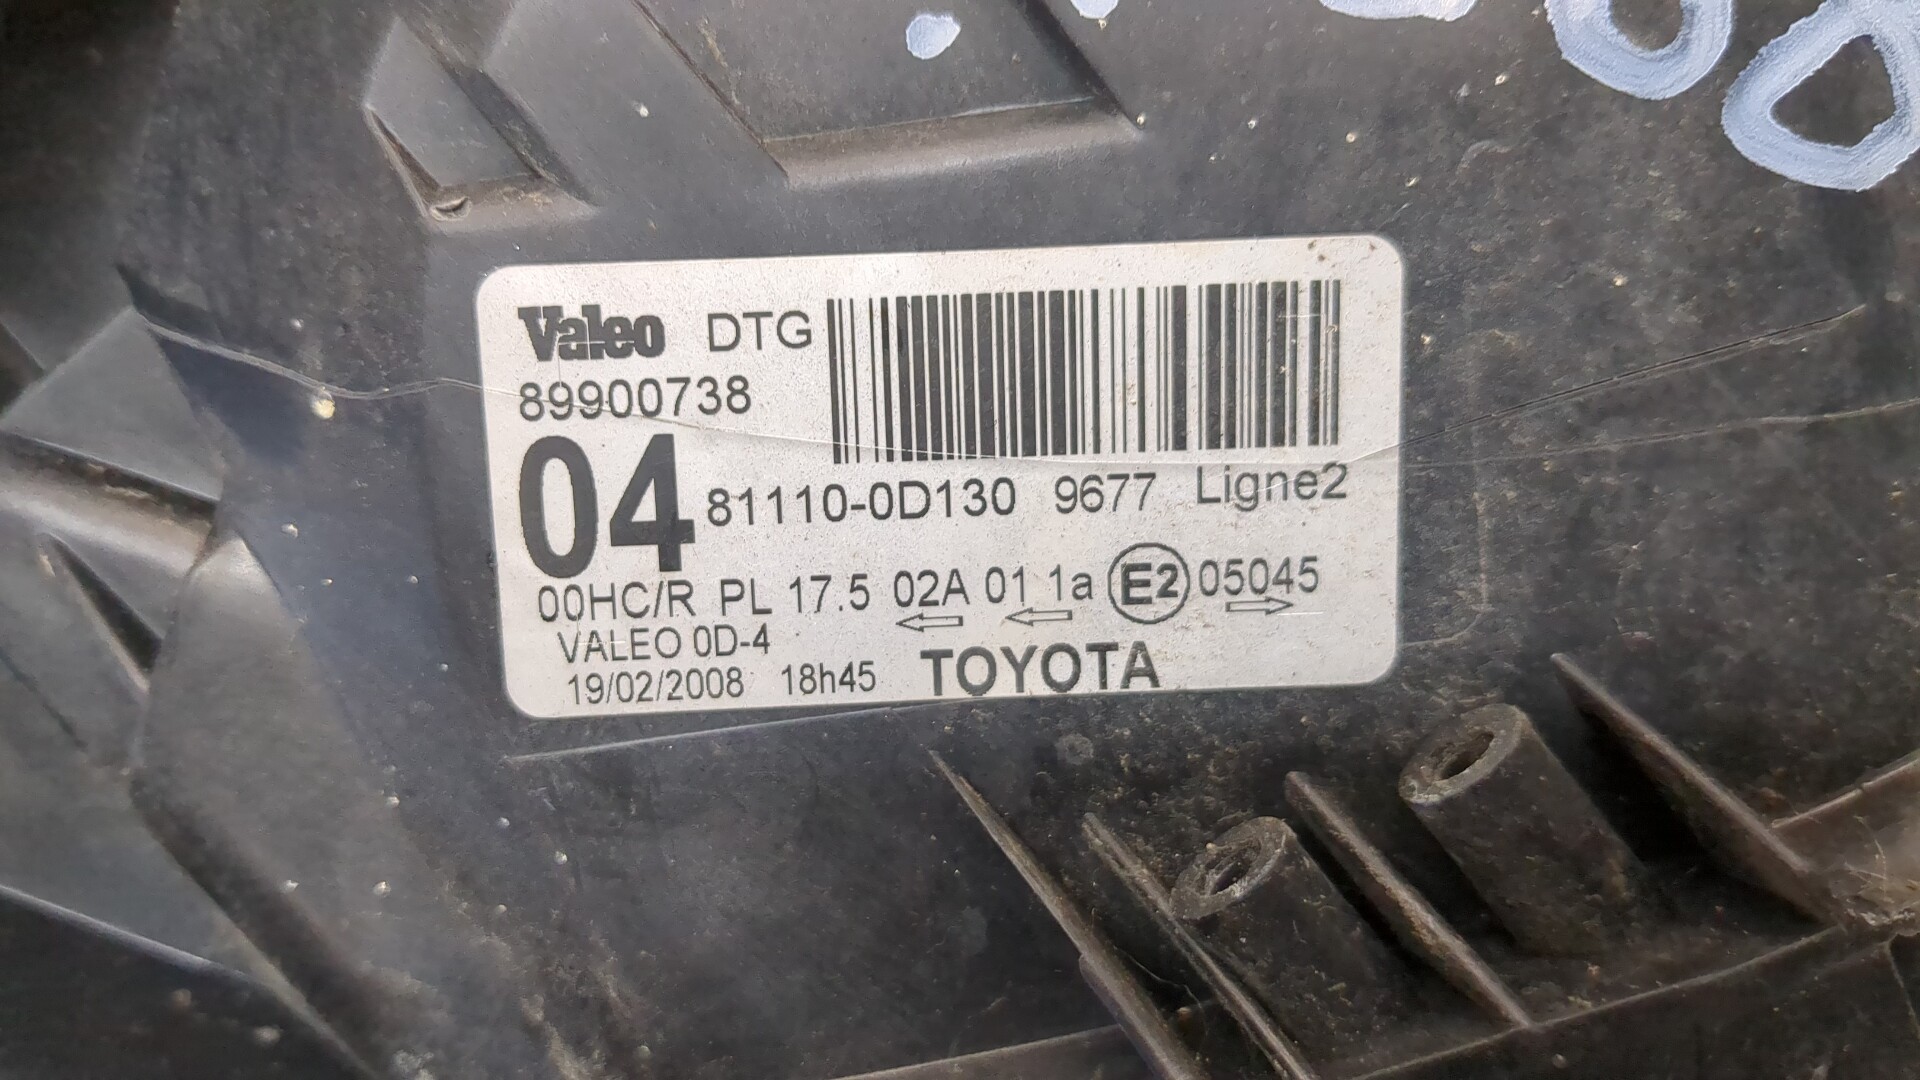 Valeo DTG
89900738
04 81110-0D130 9677 Ligne2
00HC/R PL 17.5 02A 01 1a E2 05045
VALEO 0D-4
19/02/2008 18h45 TOYOTA